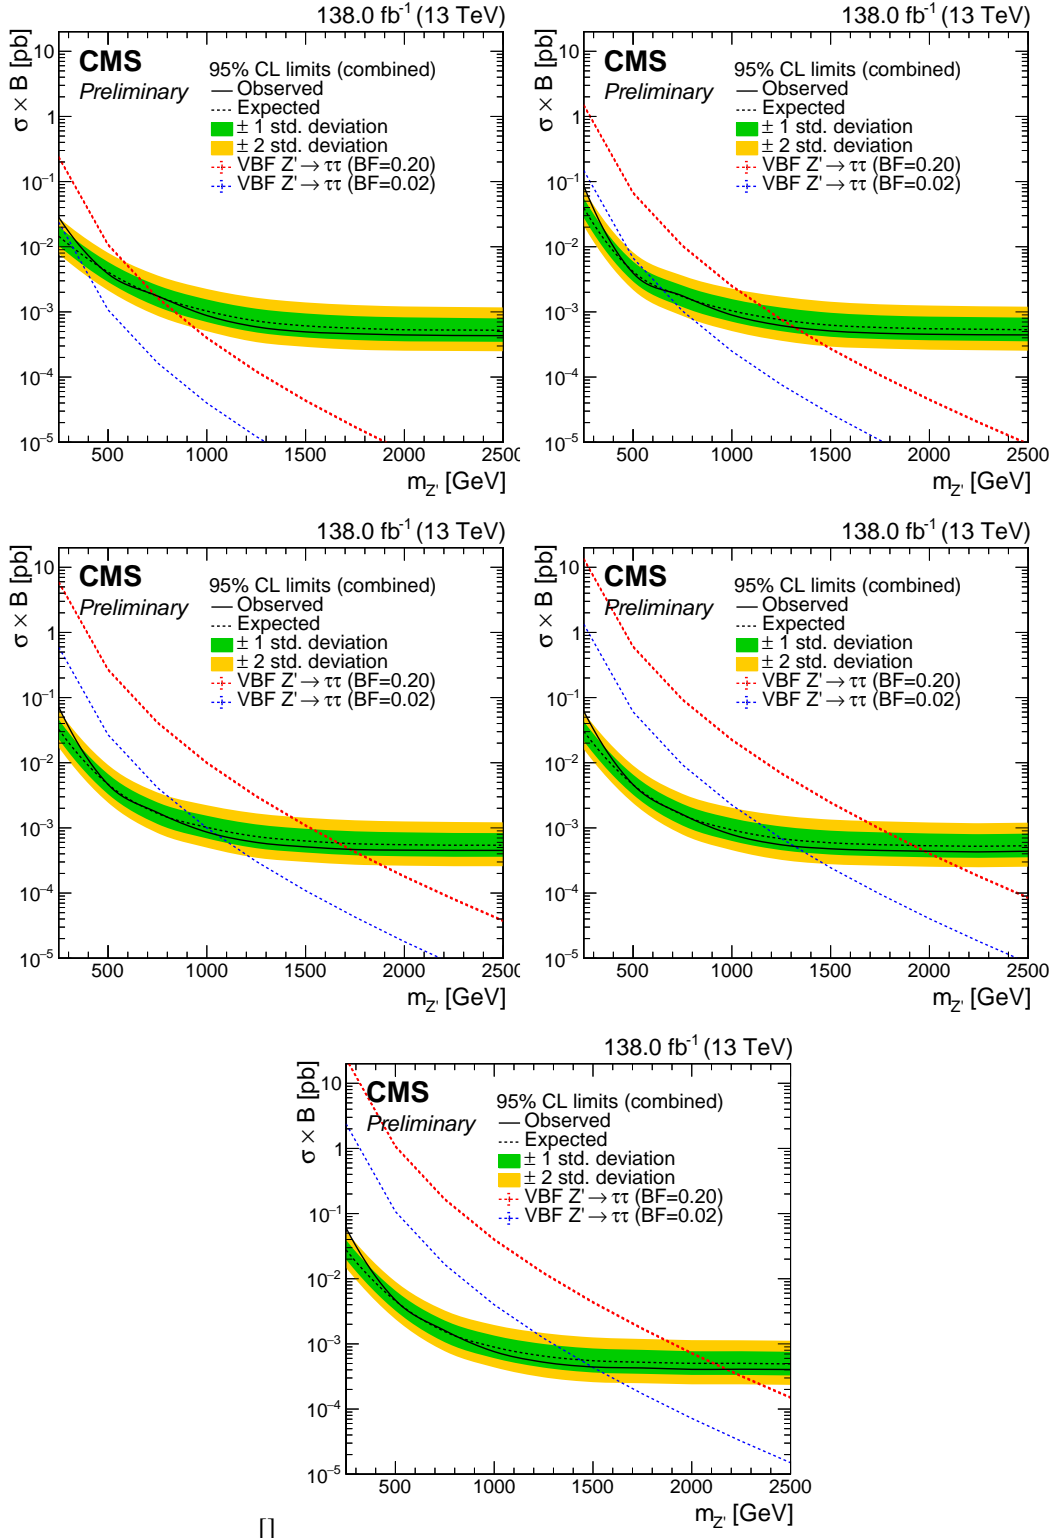 138.0 fb⁻¹ (13 TeV)
σ × B [pb]
CMS
Preliminary
95% CL limits (combined)
Observed
Expected
± 1 std. deviation
± 2 std. deviation
VBF Z' → ττ (BF=0.20)
VBF Z' → ττ (BF=0.02)
10
1
10⁻¹
10⁻²
10⁻³
10⁻⁴
10⁻⁵
500 1000 1500 2000 2500
m_Z' [GeV]
138.0 fb⁻¹ (13 TeV)
σ × B [pb]
CMS
Preliminary
95% CL limits (combined)
Observed
Expected
± 1 std. deviation
± 2 std. deviation
VBF Z' → ττ (BF=0.20)
VBF Z' → ττ (BF=0.02)
10
1
10⁻¹
10⁻²
10⁻³
10⁻⁴
10⁻⁵
500 1000 1500 2000 2500
m_Z' [GeV]
138.0 fb⁻¹ (13 TeV)
σ × B [pb]
CMS
Preliminary
95% CL limits (combined)
Observed
Expected
± 1 std. deviation
± 2 std. deviation
VBF Z' → ττ (BF=0.20)
VBF Z' → ττ (BF=0.02)
10
1
10⁻¹
10⁻²
10⁻³
10⁻⁴
10⁻⁵
500 1000 1500 2000 2500
m_Z' [GeV]
138.0 fb⁻¹ (13 TeV)
σ × B [pb]
CMS
Preliminary
95% CL limits (combined)
Observed
Expected
± 1 std. deviation
± 2 std. deviation
VBF Z' → ττ (BF=0.20)
VBF Z' → ττ (BF=0.02)
10
1
10⁻¹
10⁻²
10⁻³
10⁻⁴
10⁻⁵
500 1000 1500 2000 2500
m_Z' [GeV]
138.0 fb⁻¹ (13 TeV)
σ × B [pb]
CMS
Preliminary
95% CL limits (combined)
Observed
Expected
± 1 std. deviation
± 2 std. deviation
VBF Z' → ττ (BF=0.20)
VBF Z' → ττ (BF=0.02)
10
1
10⁻¹
10⁻²
10⁻³
10⁻⁴
10⁻⁵
500 1000 1500 2000 2500
m_Z' [GeV]
[]